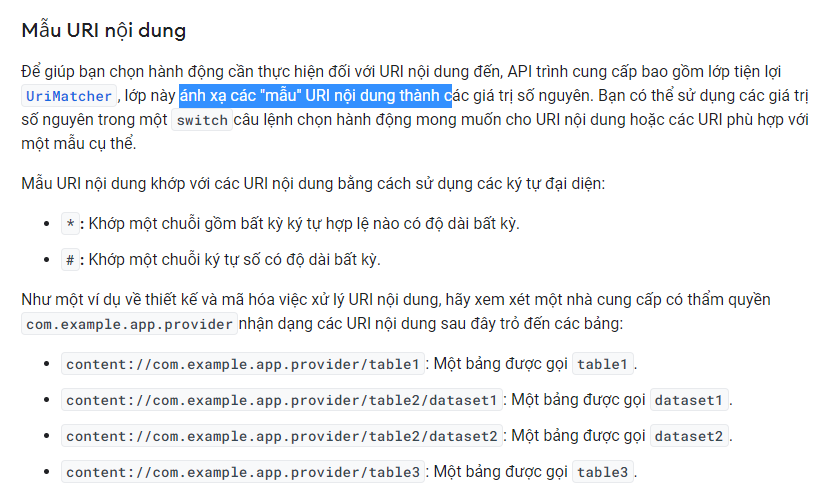 Mẫu URI nội dung
Để giúp bạn chọn hành động cần thực hiện đối với URI nội dung đến, API trình cung cấp bao gồm lớp tiện lợi
UriMatcher, lớp này ánh xạ các "mẫu" URI nội dung thành các giá trị số nguyên. Bạn có thể sử dụng các giá trị
số nguyên trong một switch câu lệnh chọn hành động mong muốn cho URI nội dung hoặc các URI phù hợp với
một mẫu cụ thể.
Mẫu URI nội dung khớp với các URI nội dung bằng cách sử dụng các ký tự đại diện:
• *: Khớp một chuỗi gồm bất kỳ ký tự hợp lệ nào có độ dài bất kỳ.
• #: Khớp một chuỗi ký tự số có độ dài bất kỳ.
Như một ví dụ về thiết kế và mã hóa việc xử lý URI nội dung, hãy xem xét một nhà cung cấp có thẩm quyền
com.example.app.provider nhận dạng các URI nội dung sau đây trỏ đến các bảng:
• content://com.example.app.provider/table1: Một bảng được gọi table1.
• content://com.example.app.provider/table2/dataset1: Một bảng được gọi dataset1.
• content://com.example.app.provider/table2/dataset2: Một bảng được gọi dataset2.
• content://com.example.app.provider/table3: Một bảng được gọi table3.